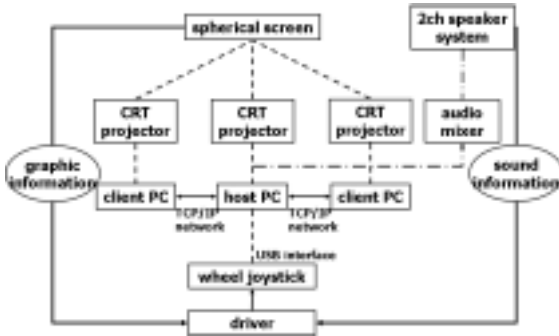 spherical screen
2ch speaker
system
CRT
projector
CRT
projector
CRT
projector
audio
mixer
graphic
information
sound
information
client PC
host PC
client PC
TCP/IP
network
TCP/IP
network
USB interface
wheel joystick
driver